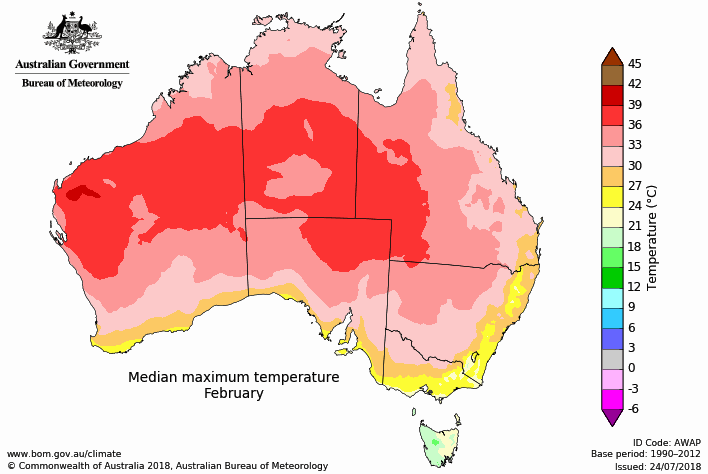 Australian Government
Bureau of Meteorology
45
42
39
36
33
30
27
24
21
18
15
12
9
6
3
0
-3
-6
Temperature (°C)
Median maximum temperature
February
www.bom.gov.au/climate
© Commonwealth of Australia 2018, Australian Bureau of Meteorology
ID Code: AWAP
Base period: 1990-2012
Issued: 24/07/2018